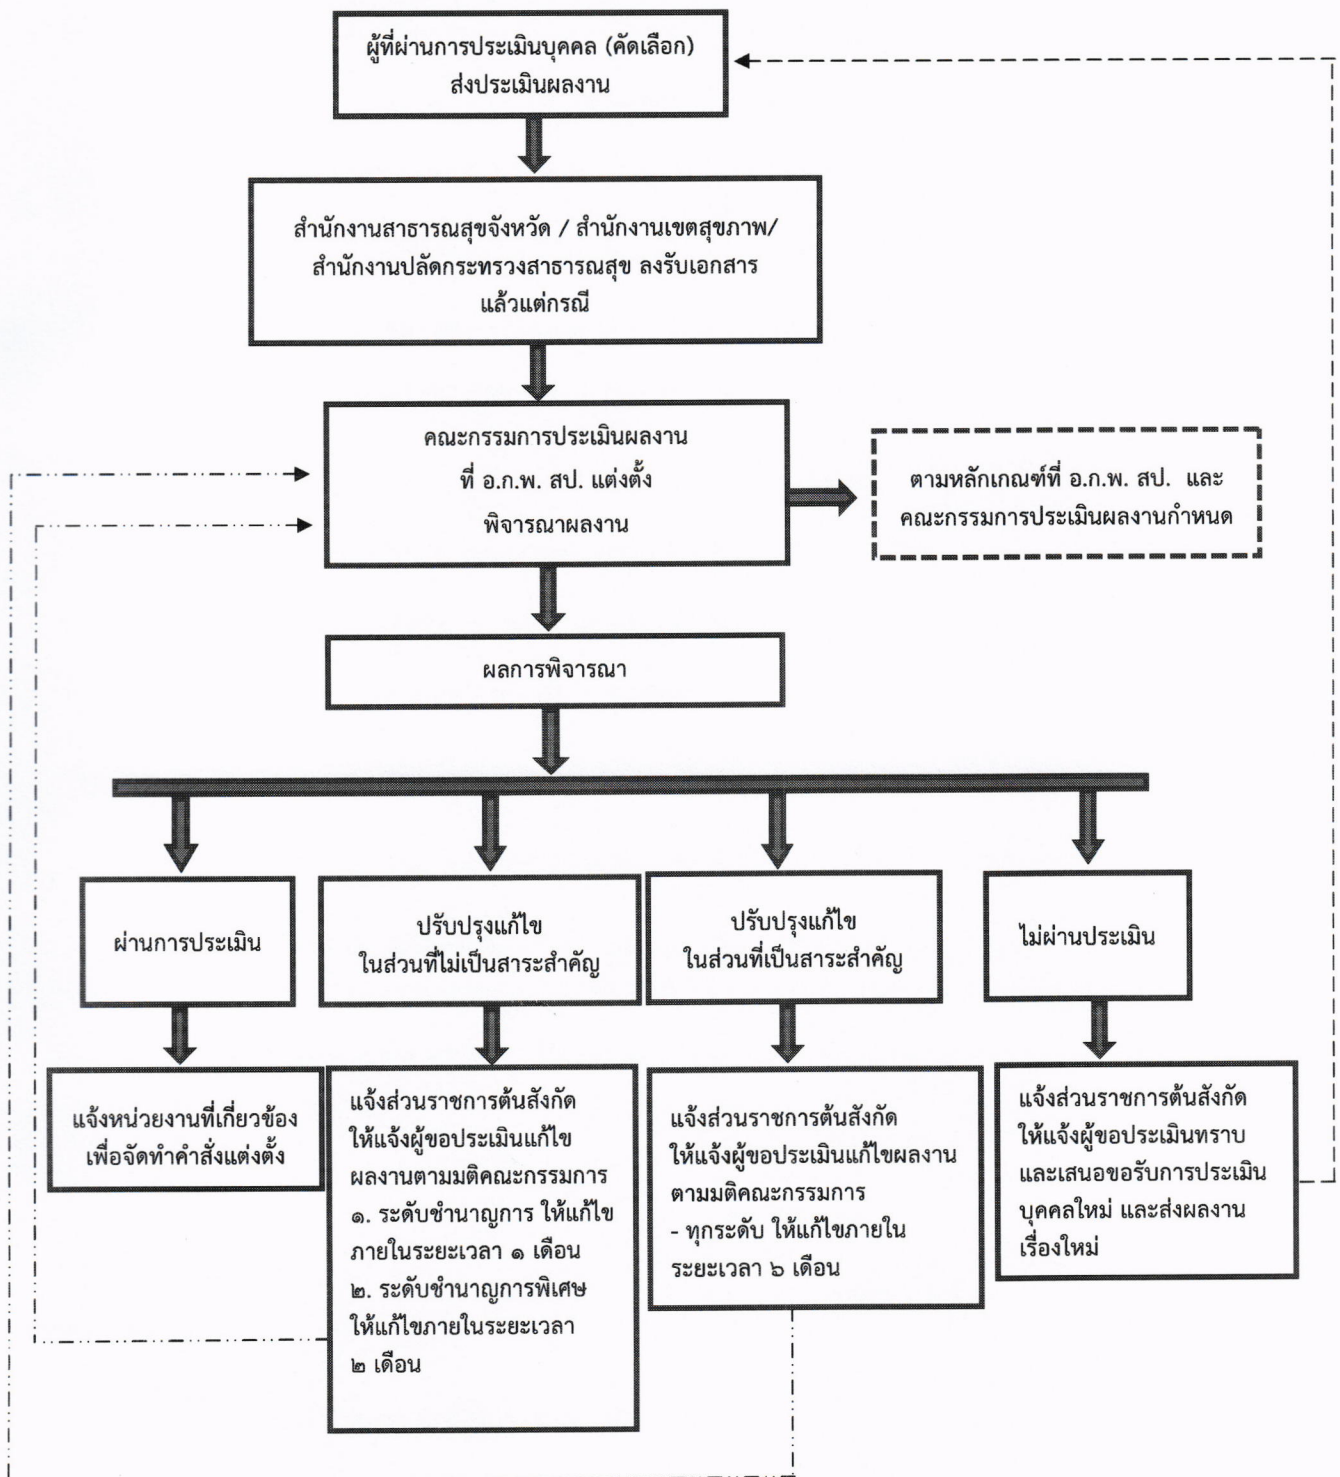 ผู้ที่ผ่านการประเมินบุคคล (คัดเลือก)
ส่งประเมินผลงาน
สำนักงานสาธารณสุขจังหวัด / สำนักงานเขตสุขภาพ/
สำนักงานปลัดกระทรวงสาธารณสุข ลงรับเอกสาร
แล้วแต่กรณี
คณะกรรมการประเมินผลงาน
ที่ อ.ก.พ. สป. แต่งตั้ง
พิจารณาผลงาน
ตามหลักเกณฑ์ที่ อ.ก.พ. สป. และ
คณะกรรมการประเมินผลงานกำหนด
ผลการพิจารณา
ผ่านการประเมิน
ปรับปรุงแก้ไข
ในส่วนที่ไม่เป็นสาระสำคัญ
ปรับปรุงแก้ไข
ในส่วนที่เป็นสาระสำคัญ
ไม่ผ่านประเมิน
แจ้งหน่วยงานที่เกี่ยวข้อง
เพื่อจัดทำคำสั่งแต่งตั้ง
แจ้งส่วนราชการต้นสังกัด
ให้แจ้งผู้ขอประเมินแก้ไข
ผลงานตามมติคณะกรรมการ
๑. ระดับชำนาญการ ให้แก้ไข
ภายในระยะเวลา ๑ เดือน
๒. ระดับชำนาญการพิเศษ
ให้แก้ไขภายในระยะเวลา
๒ เดือน
แจ้งส่วนราชการต้นสังกัด
ให้แจ้งผู้ขอประเมินแก้ไขผลงาน
ตามมติคณะกรรมการ
- ทุกระดับ ให้แก้ไขภายใน
ระยะเวลา ๖ เดือน
แจ้งส่วนราชการต้นสังกัด
ให้แจ้งผู้ขอประเมินทราบ
และเสนอขอรับการประเมิน
บุคคลใหม่ และส่งผลงาน
เรื่องใหม่